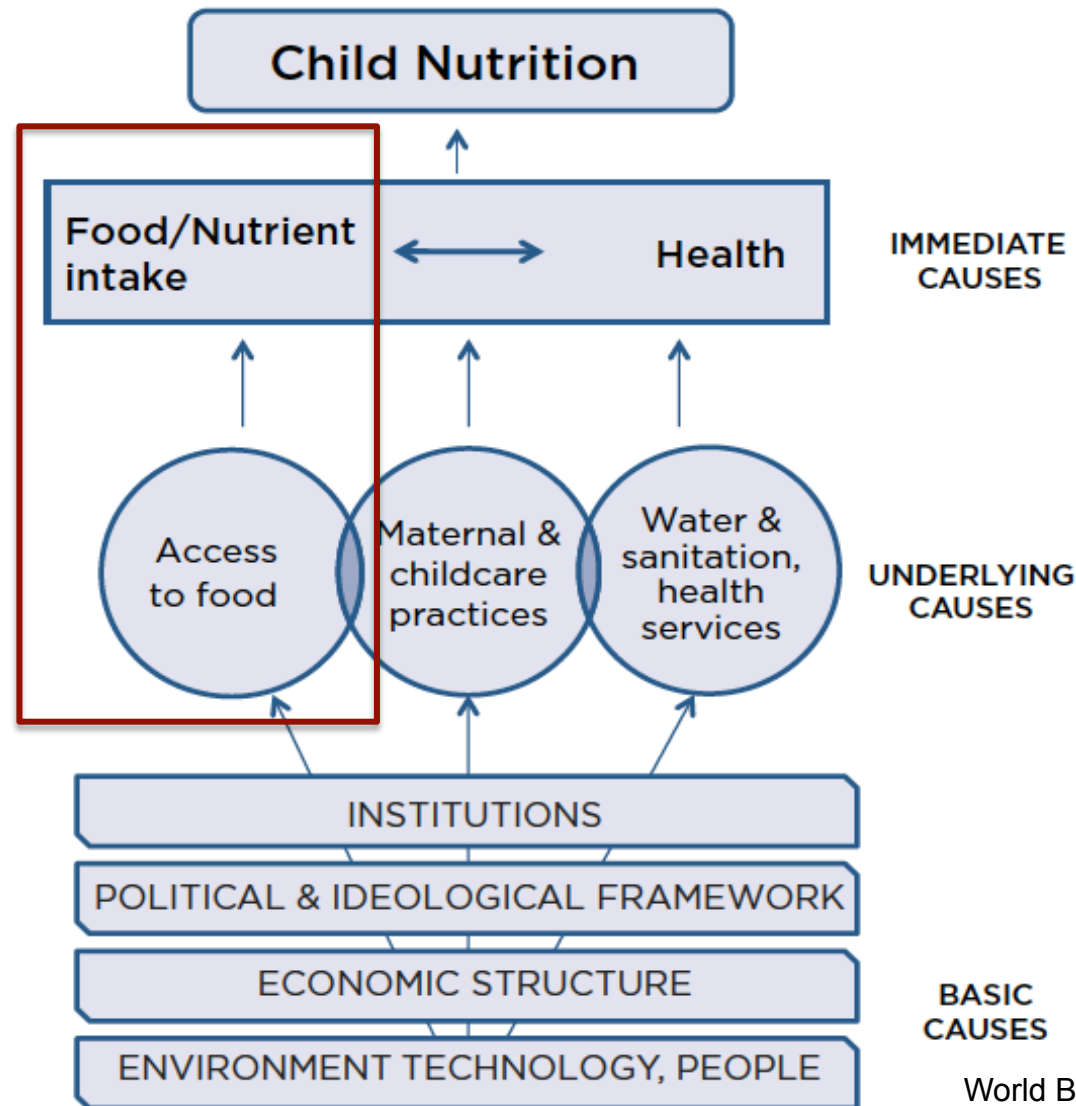 Child Nutrition
Food/Nutrient
intake
Health
IMMEDIATE
CAUSES
Access
to food
Maternal &
childcare
practices
Water &
sanitation,
health
services
UNDERLYING
CAUSES
INSTITUTIONS
POLITICAL & IDEOLOGICAL FRAMEWORK
ECONOMIC STRUCTURE
BASIC
CAUSES
ENVIRONMENT TECHNOLOGY, PEOPLE
World B